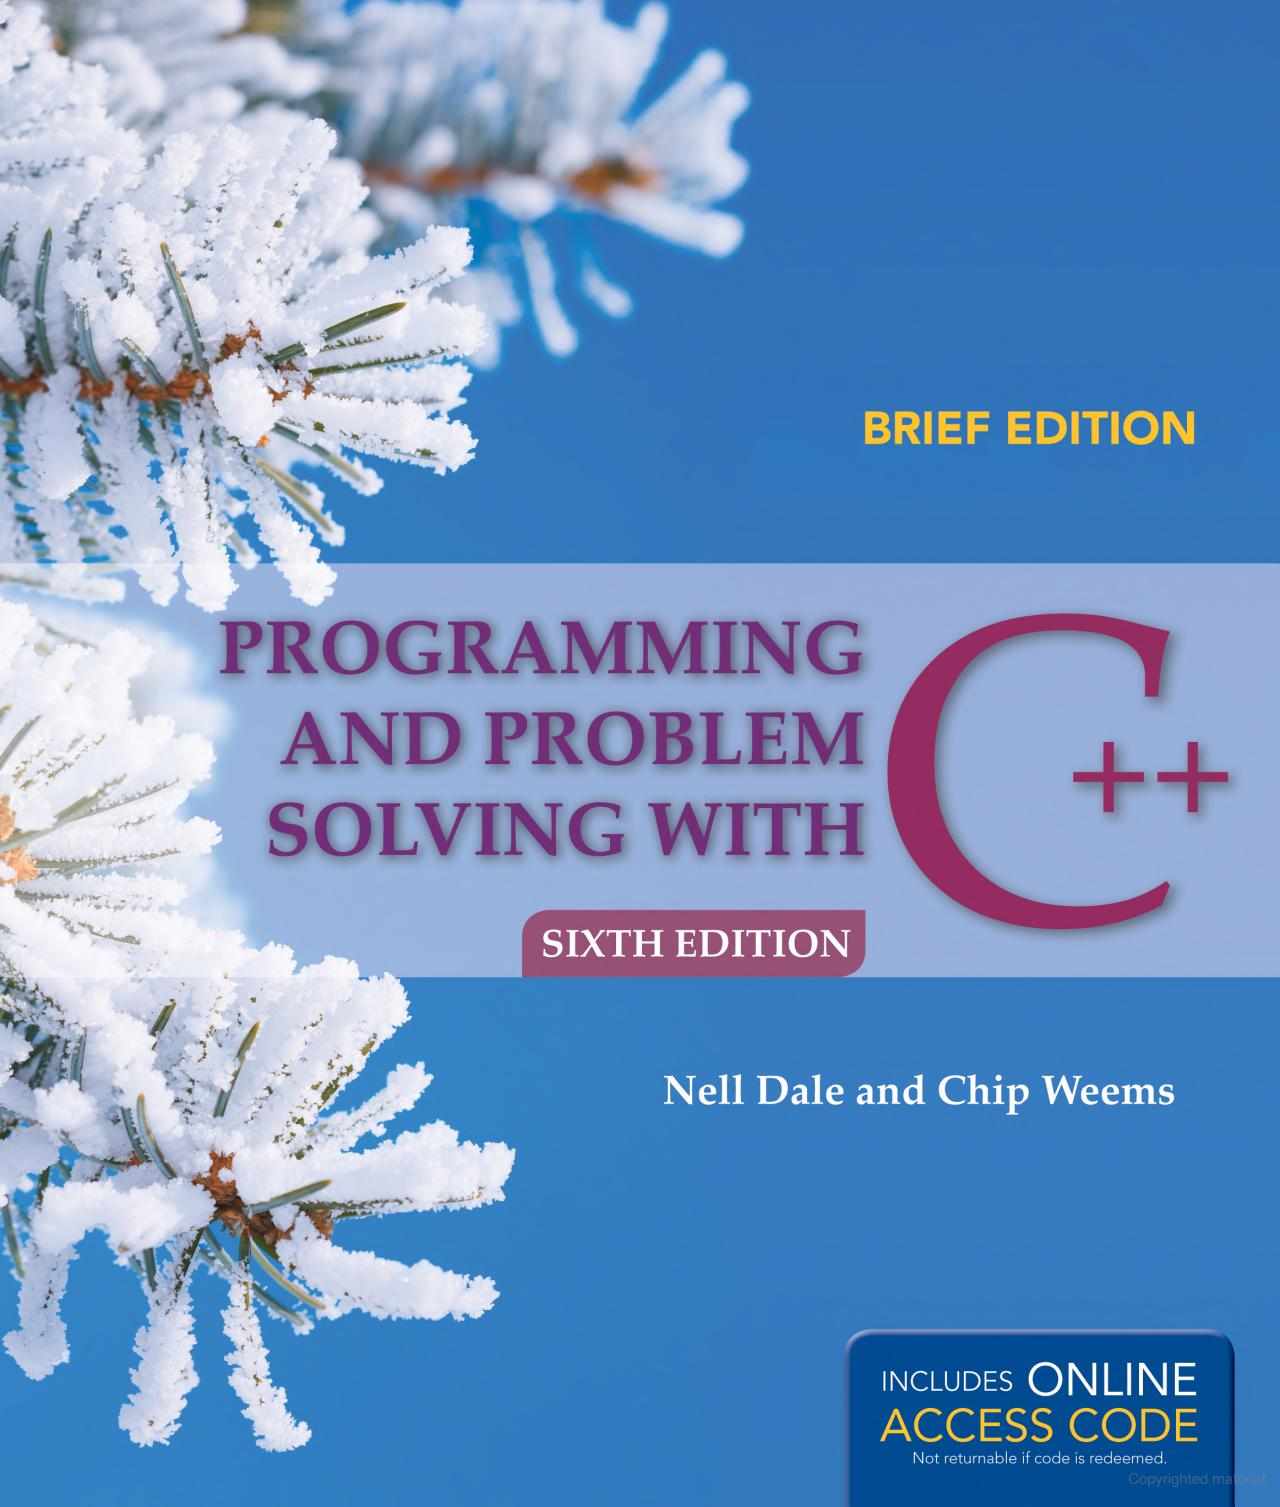 BRIEF EDITION
PROGRAMMING
AND PROBLEM
SOLVING WITH
C++
SIXTH EDITION
Nell Dale and Chip Weems
INCLUDES ONLINE
ACCESS CODE
Not returnable if code is redeemed.
Copyrighted material